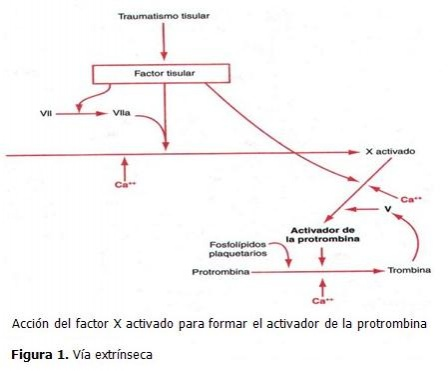 Traumatismo tisular
Factor tisular
VII
VIIa
X activado
Ca++
Ca++
V
Activador de
la protrombina
Fosfolípidos
plaquetarios
Protrombina
Trombina
Ca++
Acción del factor X activado para formar el activador de la protrombina
Figura 1. Vía extrínseca